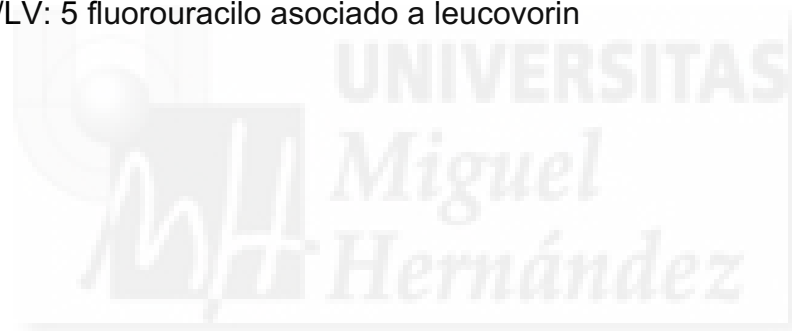 /LV: 5 fluorouracilo asociado a leucovorin
UNIVERSITAS
Miguel
Hernández